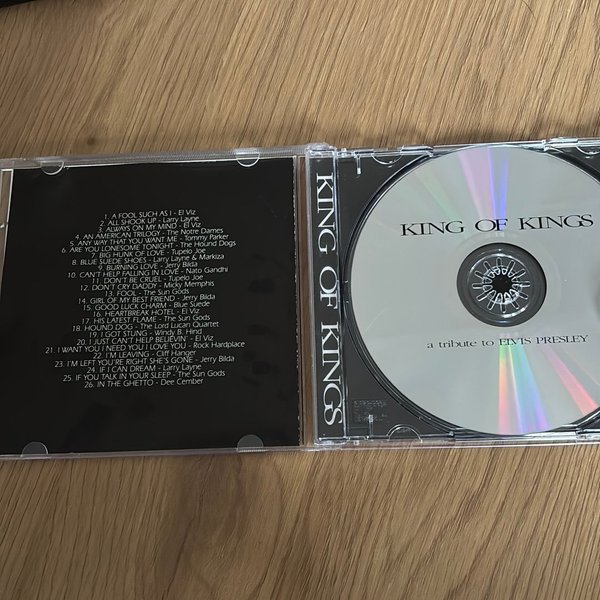 1. A FOOL SUCH AS I - El Viz
2. ALL SHOOK UP - Larry Layne
3. ALWAYS ON MY MIND - El Viz
4. AN AMERICAN TRILOGY - The Notre Dames
5. ANY WAY THAT YOU WANT ME - Tommy Parker
6. ARE YOU LONESOME TONIGHT - The Hound Dogs
7. BIG HUNK OF LOVE - Tupelo Joe
8. BLUE SUEDE SHOES - Larry Layne & Markiza
9. BURNING LOVE - Jerry Bilda
10. CAN'T HELP FALLING IN LOVE - Nato Gandhi
11. DON'T BE CRUEL - Tupelo Joe
12. DON'T CRY DADDY - Micky Memphis
13. FOOL - The Sun Gods
14. GIRL OF MY BEST FRIEND - Jerry Bilda
15. GOOD LUCK CHARM - Blue Suede
16. HEARTBREAK HOTEL - El Viz
17. HIS LATEST FLAME - The Sun Gods
18. HOUND DOG - The Lord Lucan Quartet
19. I GOT STUNG - Windy B. Hind
20. I JUST CAN'T HELP BELIEVIN' - El Viz
21. I WANT YOU I NEED YOU I LOVE YOU - Rock Hardplace
22. I'M LEAVING - Cliff Hanger
23. I'M LEFT YOU'RE RIGHT SHE'S GONE - Jerry Bilda
24. IF I CAN DREAM - Larry Layne
25. IF YOU TALK IN YOUR SLEEP - The Sun Gods
26. IN THE GHETTO - Dee Cember
KING OF KINGS
KING OF KINGS
a tribute to ELVIS PRESLEY